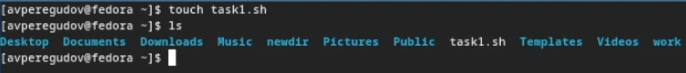 [avperegudov@fedora ~]$ touch task1.sh
[avperegudov@fedora ~]$ ls
Desktop Documents Downloads Music newdir Pictures Public task1.sh Templates Videos work
[avperegudov@fedora ~]$